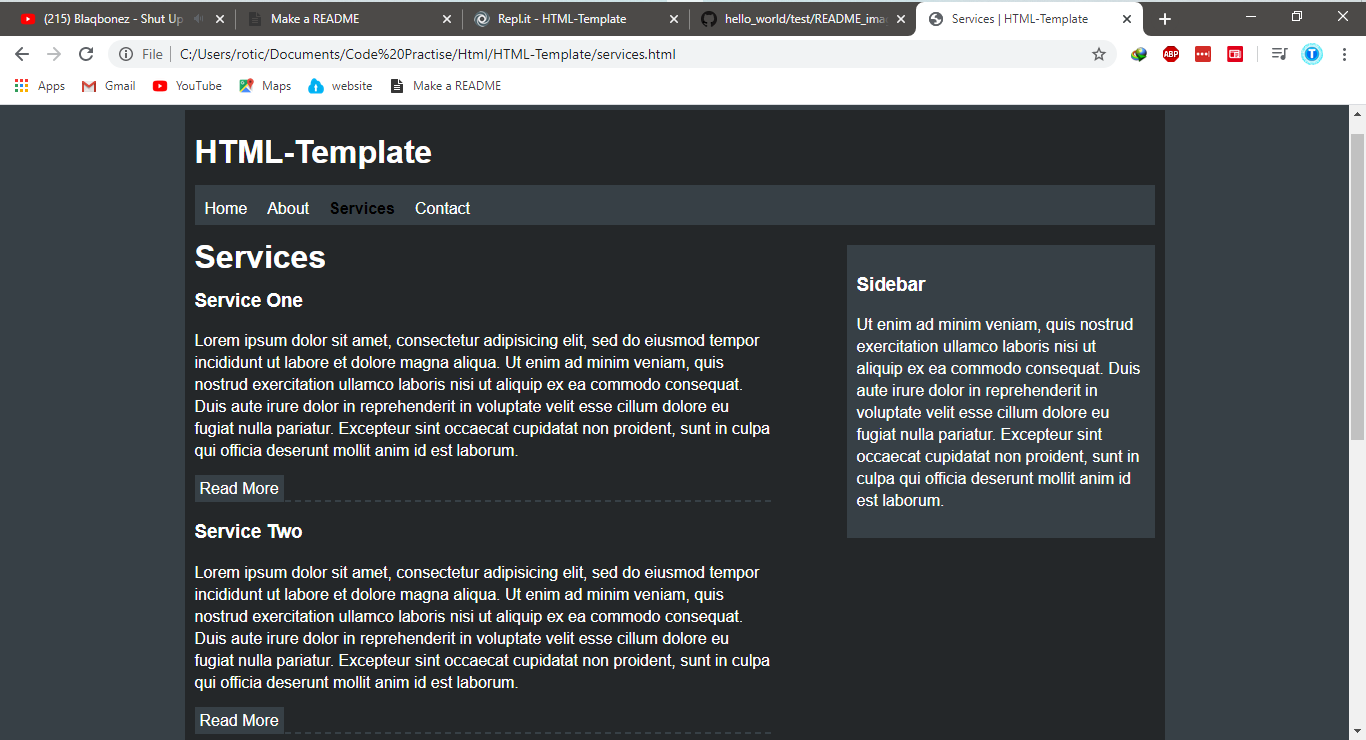 (215) Blaqbonez - Shut Up
Make a README
Repl.it - HTML-Template
hello_world/test/README_ima
Services | HTML-Template
File
C:/Users/rotic/Documents/Code%20Practise/Html/HTML-Template/services.html
ABP
T
Apps
Gmail
YouTube
Maps
website
Make a README
HTML-Template
Home About Services Contact
Services
Service One
Lorem ipsum dolor sit amet, consectetur adipisicing elit, sed do eiusmod tempor
incididunt ut labore et dolore magna aliqua. Ut enim ad minim veniam, quis
nostrud exercitation ullamco laboris nisi ut aliquip ex ea commodo consequat.
Duis aute irure dolor in reprehenderit in voluptate velit esse cillum dolore eu
fugiat nulla pariatur. Excepteur sint occaecat cupidatat non proident, sunt in culpa
qui officia deserunt mollit anim id est laborum.
Read More
Service Two
Lorem ipsum dolor sit amet, consectetur adipisicing elit, sed do eiusmod tempor
incididunt ut labore et dolore magna aliqua. Ut enim ad minim veniam, quis
nostrud exercitation ullamco laboris nisi ut aliquip ex ea commodo consequat.
Duis aute irure dolor in reprehenderit in voluptate velit esse cillum dolore eu
fugiat nulla pariatur. Excepteur sint occaecat cupidatat non proident, sunt in culpa
qui officia deserunt mollit anim id est laborum.
Read More
Sidebar
Ut enim ad minim veniam, quis nostrud
exercitation ullamco laboris nisi ut
aliquip ex ea commodo consequat. Duis
aute irure dolor in reprehenderit in
voluptate velit esse cillum dolore eu
fugiat nulla pariatur. Excepteur sint
occaecat cupidatat non proident, sunt in
culpa qui officia deserunt mollit anim id
est laborum.